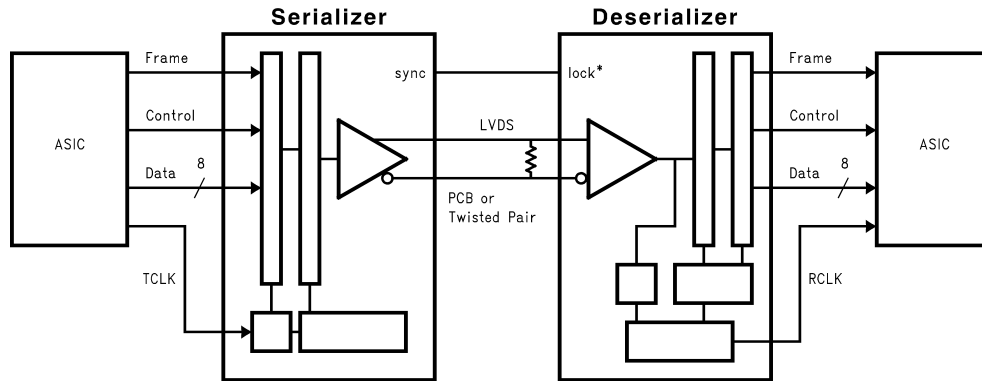 Serializer
Deserializer
ASIC
Frame
Control
Data
8
TCLK
sync
LVDS
PCB or
Twisted Pair
lock*
Frame
Control
Data
8
RCLK
ASIC